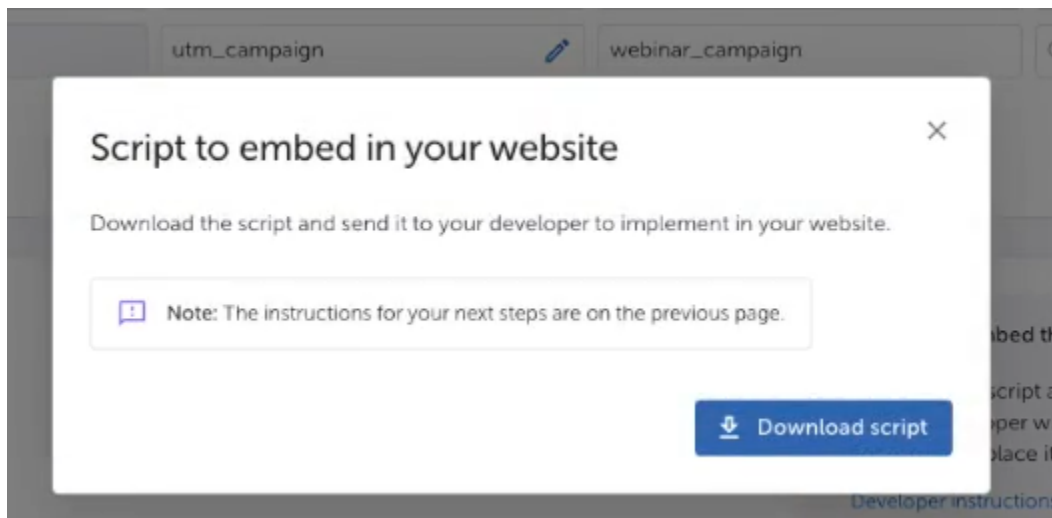 utm_campaign
webinar_campaign
Script to embed in your website
Download the script and send it to your developer to implement in your website.
Note: The instructions for your next steps are on the previous page.
Download script
Developer instructions